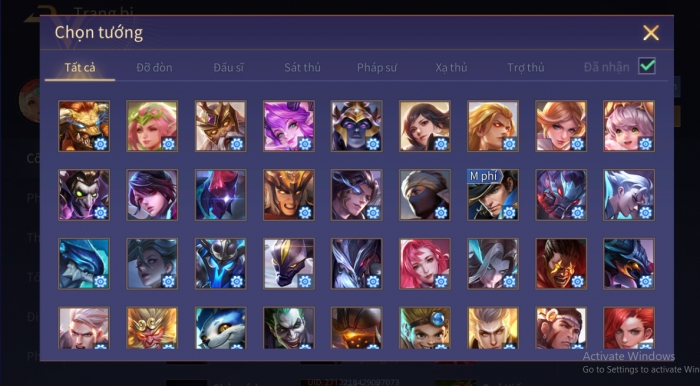 Trang bị
Chọn tướng
Tất cả
Đỡ đòn
Đấu sĩ
Sát thủ
Pháp sư
Xạ thủ
Trợ thủ
Đã nhận
M phí
Activate Windows
Go to Settings to activate Win